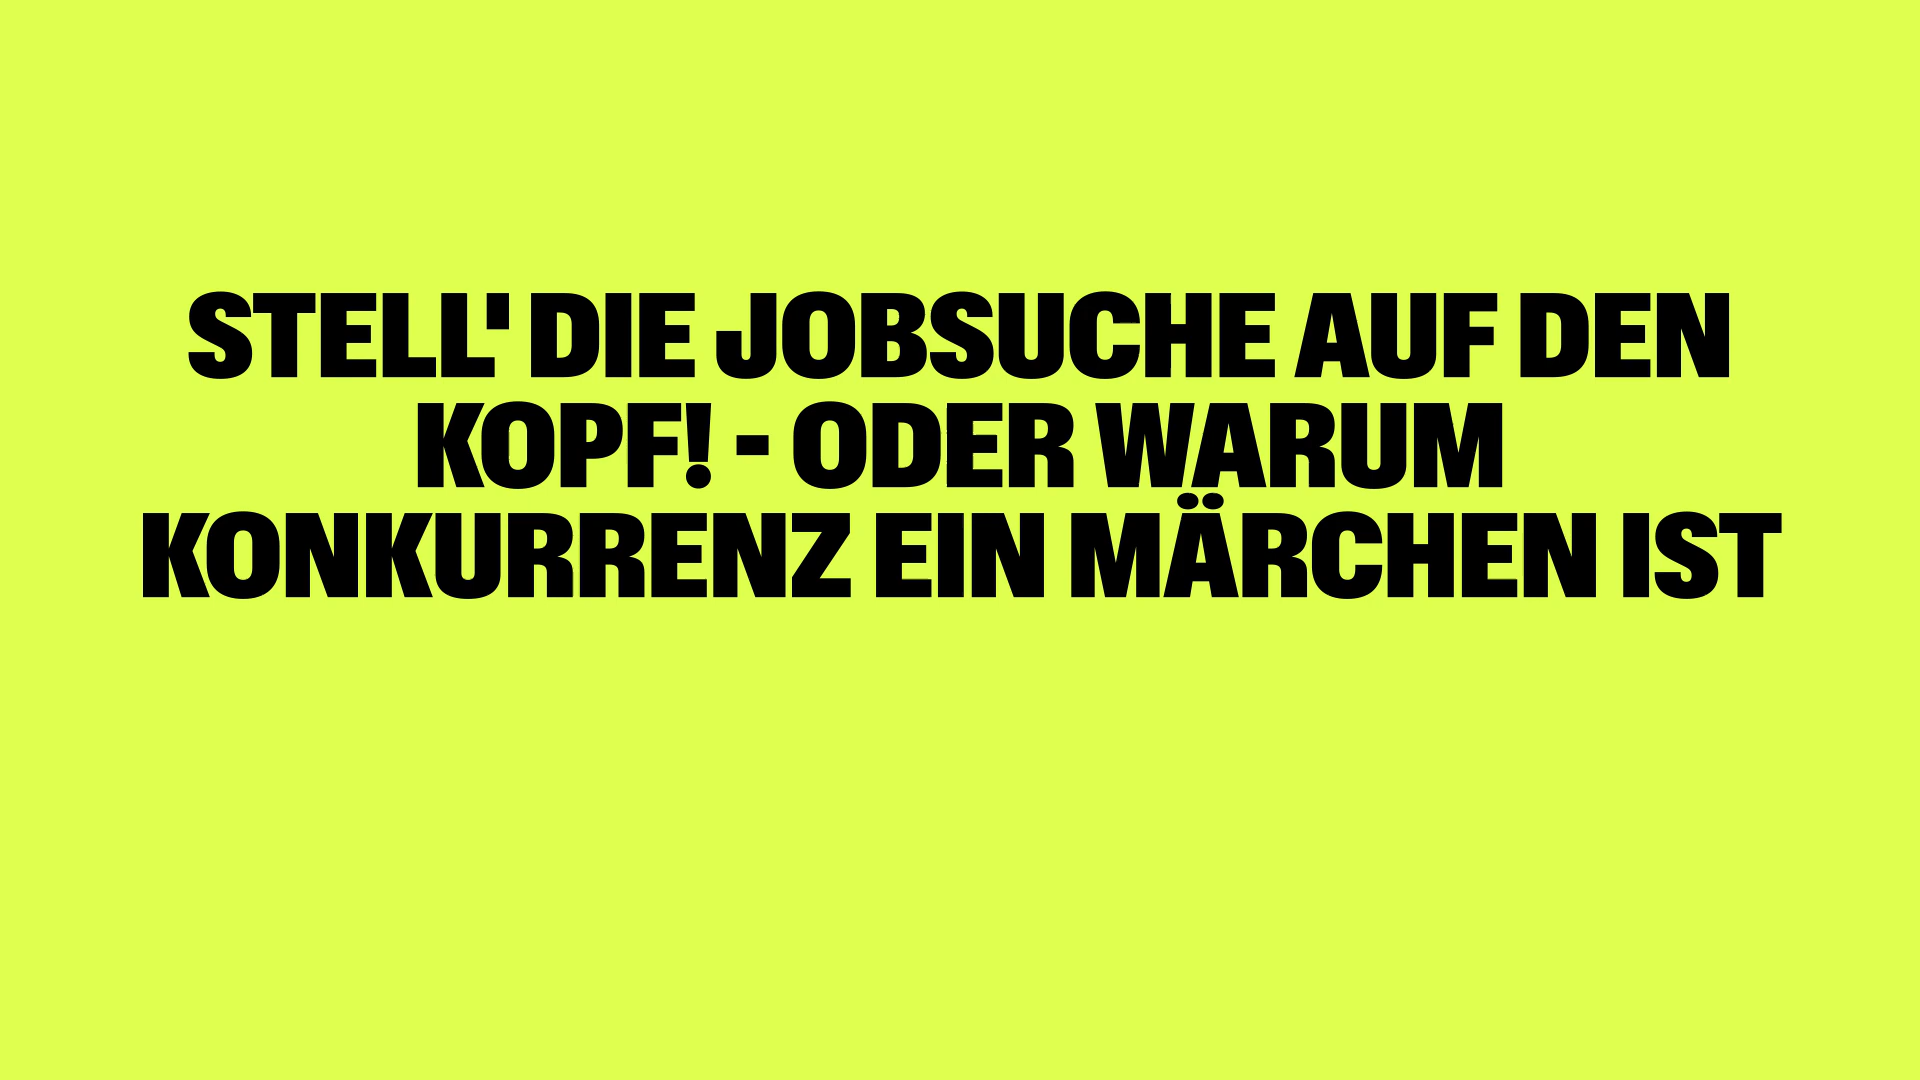 STELL' DIE JOBSUCHE AUF DEN
KOPF! - ODER WARUM
KONKURRENZ EIN MÄRCHEN IST